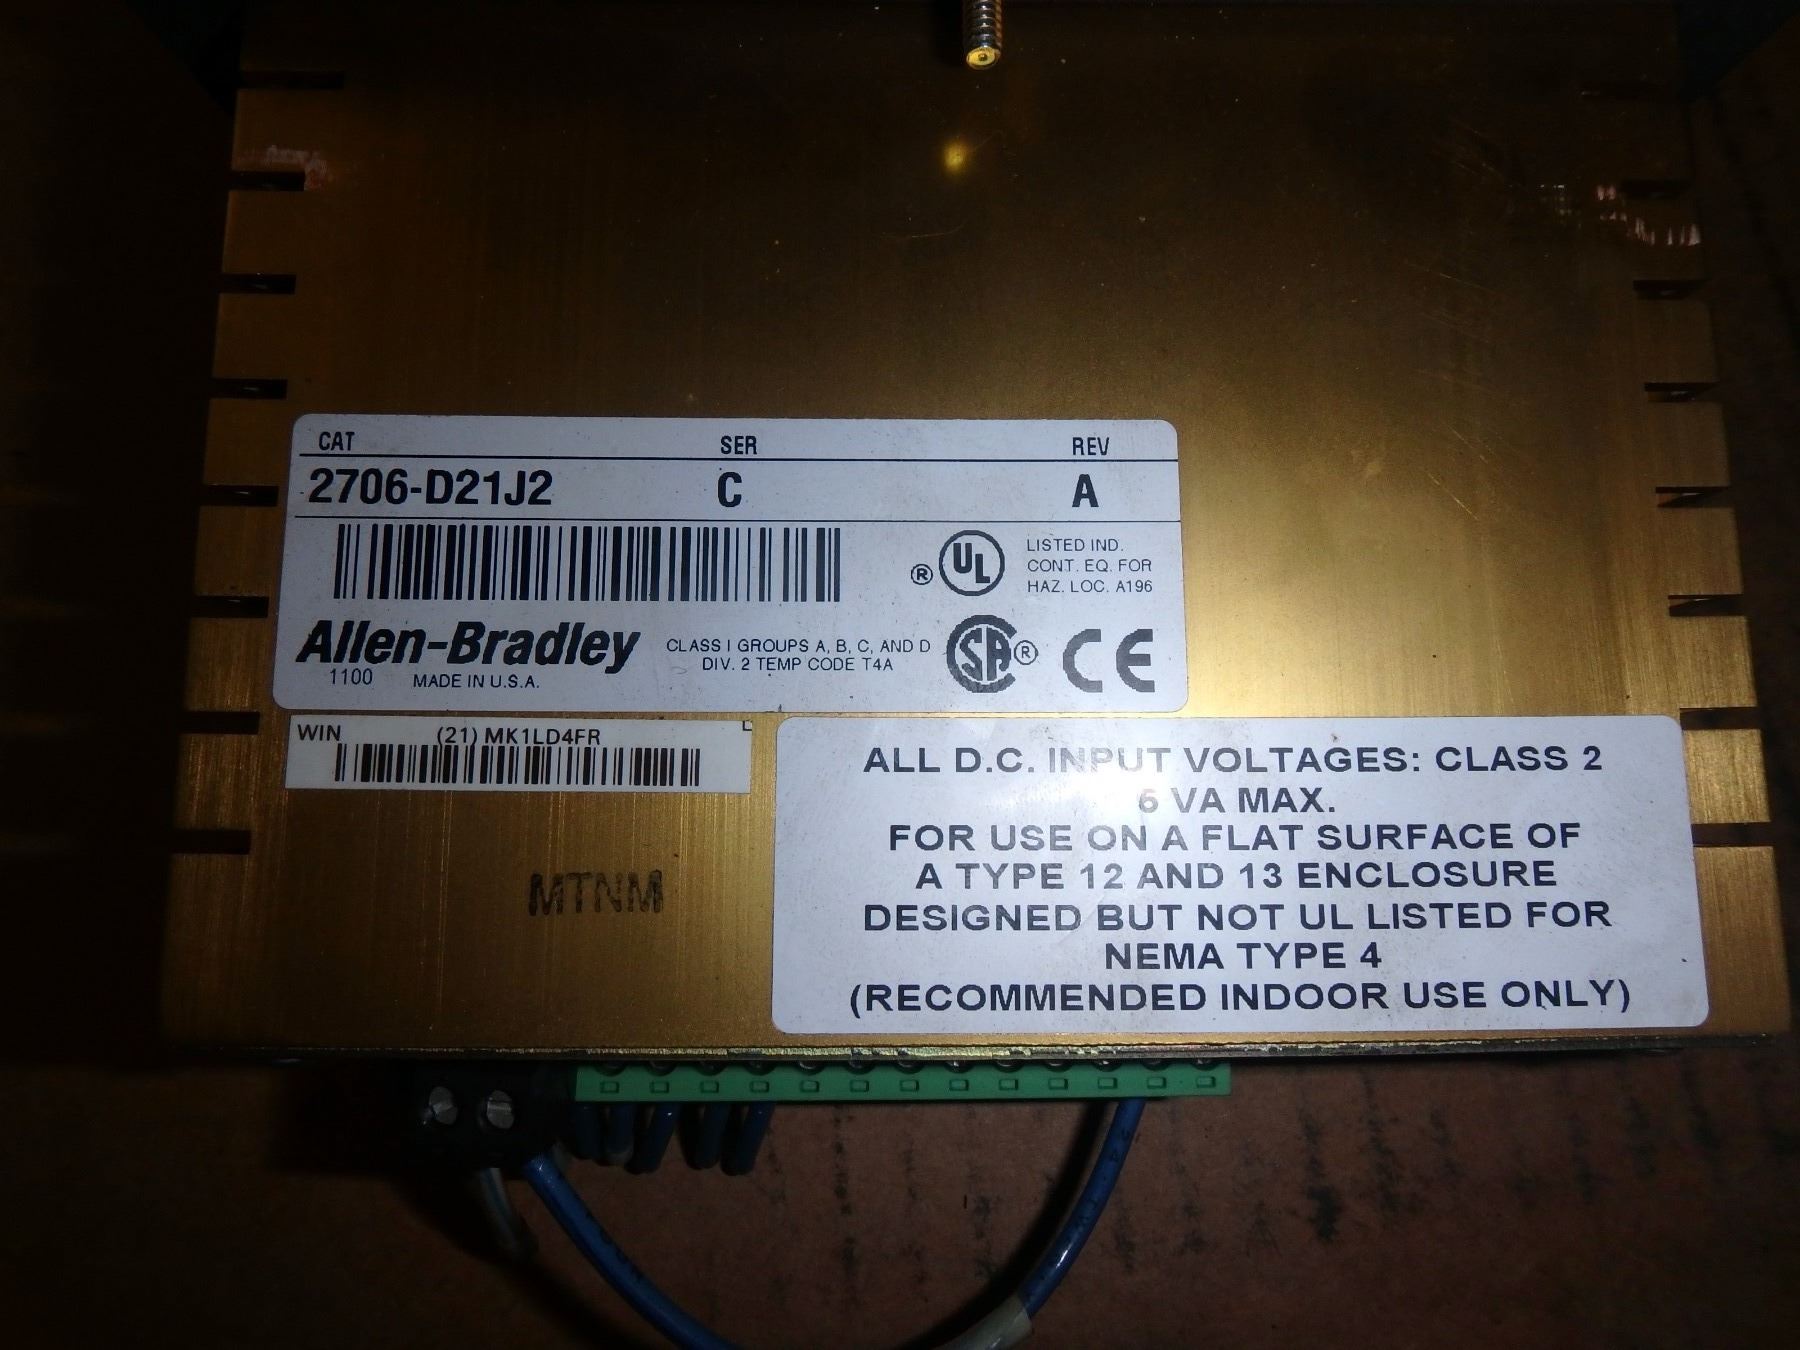 CAT SER REV
2706-D21J2 C A
® UL LISTED IND.
CONT. EQ. FOR
HAZ. LOC. A196
Allen-Bradley
1100 MADE IN U.S.A.
CLASS I GROUPS A, B, C, AND D
DIV. 2 TEMP CODE T4A
SA ® CE
WIN (21) MK1LD4FR
ALL D.C. INPUT VOLTAGES: CLASS 2
6 VA MAX.
FOR USE ON A FLAT SURFACE OF
A TYPE 12 AND 13 ENCLOSURE
DESIGNED BUT NOT UL LISTED FOR
NEMA TYPE 4
(RECOMMENDED INDOOR USE ONLY)
MTNM